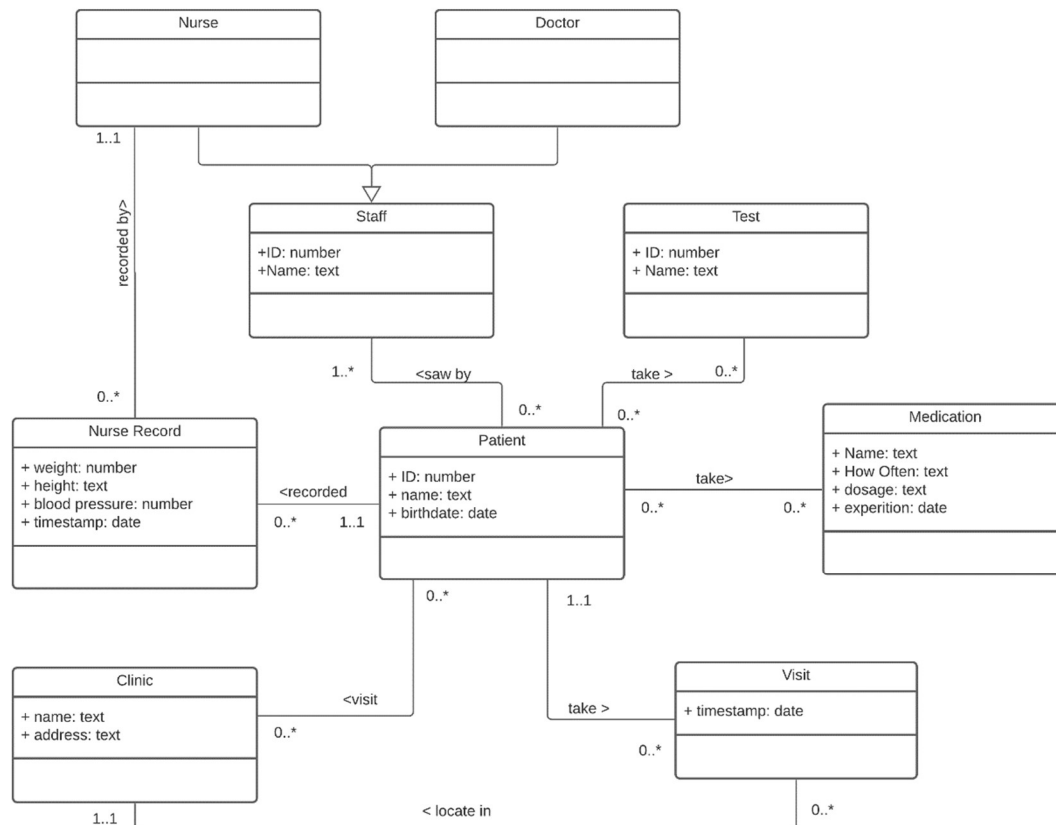 Nurse
Doctor
1..1
recorded by>
Staff
+ID: number
+Name: text
Test
+ ID: number
+ Name: text
1..*
<saw by
0..*
take >
0..*
0..*
0..*
Nurse Record
+ weight: number
+ height: text
+ blood pressure: number
+ timestamp: date
Patient
+ ID: number
+ name: text
+ birthdate: date
Medication
+ Name: text
+ How Often: text
+ dosage: text
+ experition: date
<recorded
0..*
1..1
take>
0..*
0..*
0..*
1..1
Clinic
+ name: text
+ address: text
<visit
0..*
take >
0..*
Visit
+ timestamp: date
1..1
< locate in
0..*